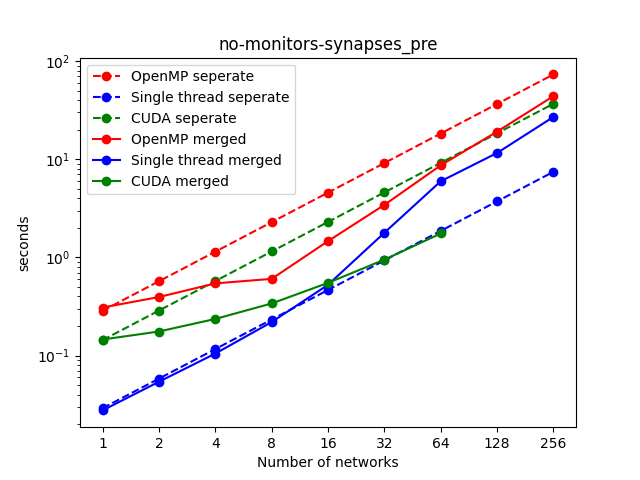 no-monitors-synapses_pre
OpenMP seperate
Single thread seperate
CUDA seperate
OpenMP merged
Single thread merged
CUDA merged
10²
10¹
10⁰
10⁻¹
seconds
1 2 4 8 16 32 64 128 256
Number of networks